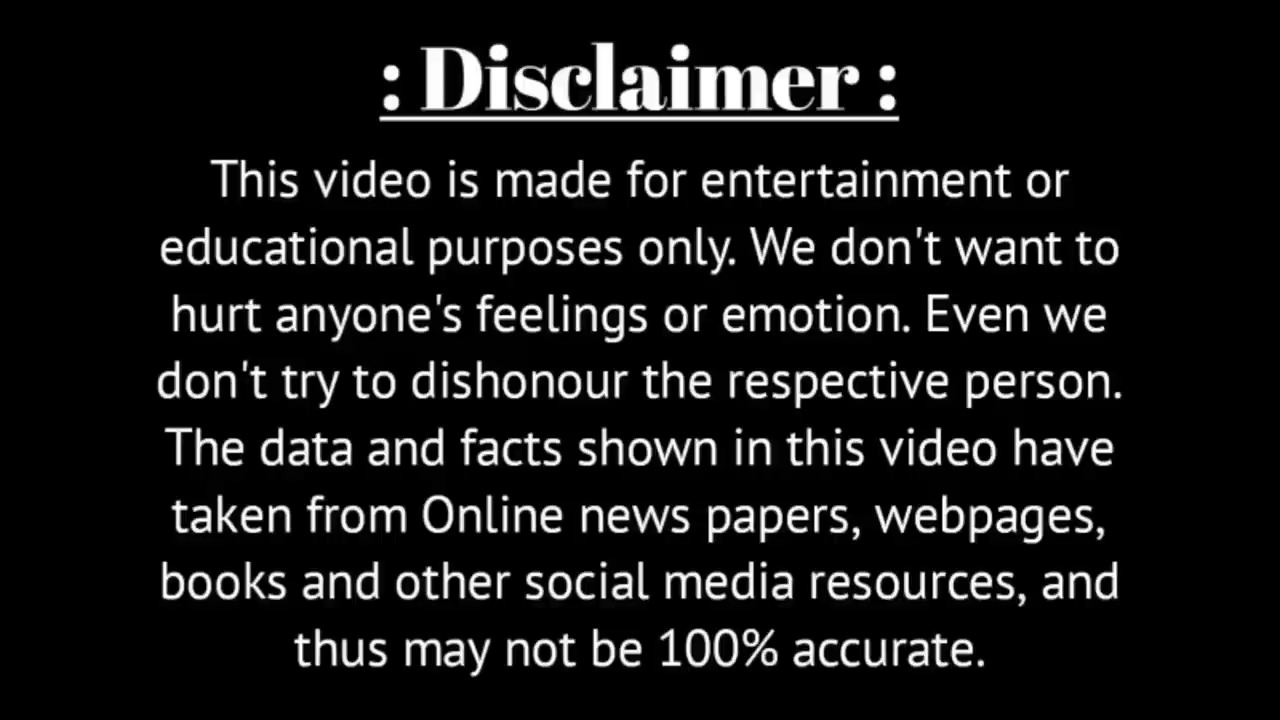 : Disclaimer :
This video is made for entertainment or
educational purposes only. We don't want to
hurt anyone's feelings or emotion. Even we
don't try to dishonour the respective person.
The data and facts shown in this video have
taken from Online news papers, webpages,
books and other social media resources, and
thus may not be 100% accurate.